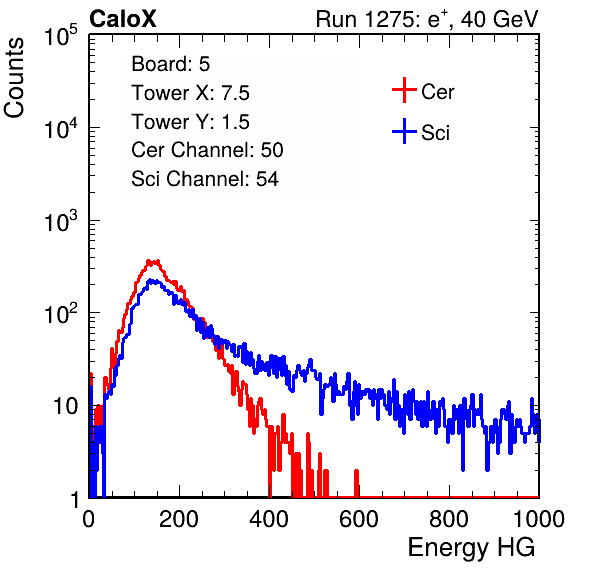 CaloX Run 1275: e⁺, 40 GeV
Counts
10⁵
10⁴
10³
10²
10
1
Board: 5
Tower X: 7.5
Tower Y: 1.5
Cer Channel: 50
Sci Channel: 54
Cer
Sci
0 200 400 600 800 1000
Energy HG